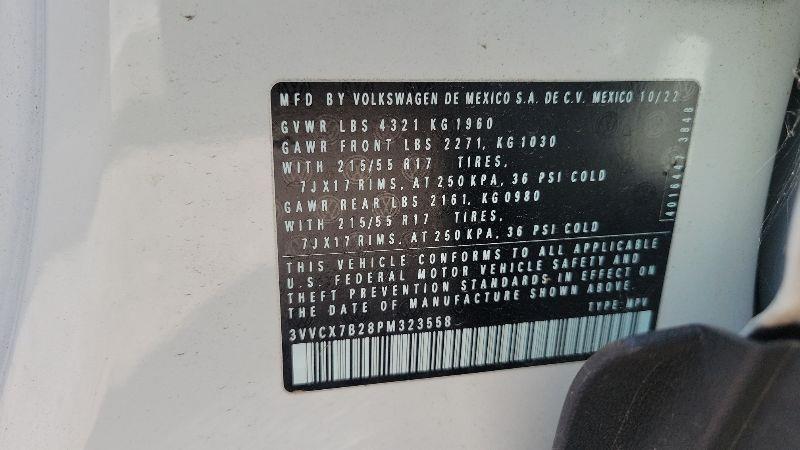 MFD BY VOLKSWAGEN DE MEXICO S.A. DE C.V. MEXICO 10/22
GVWR LBS 4321 KG 1960
GAWR FRONT LBS 2271, KG 1030
WITH 215/55 R17 TIRES,
7JX17 RIMS, AT 250 KPA, 36 PSI COLD
GAWR REAR LBS 2161, KG 0980
WITH 215/55 R17 TIRES,
7JX17 RIMS, AT 250 KPA, 36 PSI COLD
THIS VEHICLE CONFORMS TO ALL APPLICABLE
U.S. FEDERAL MOTOR VEHICLE SAFETY AND
THEFT PREVENTION STANDARDS IN EFFECT ON
THE DATE OF MANUFACTURE SHOWN ABOVE.
TYPE: MPV
3VVCX7B28PM323558
4016447 3848